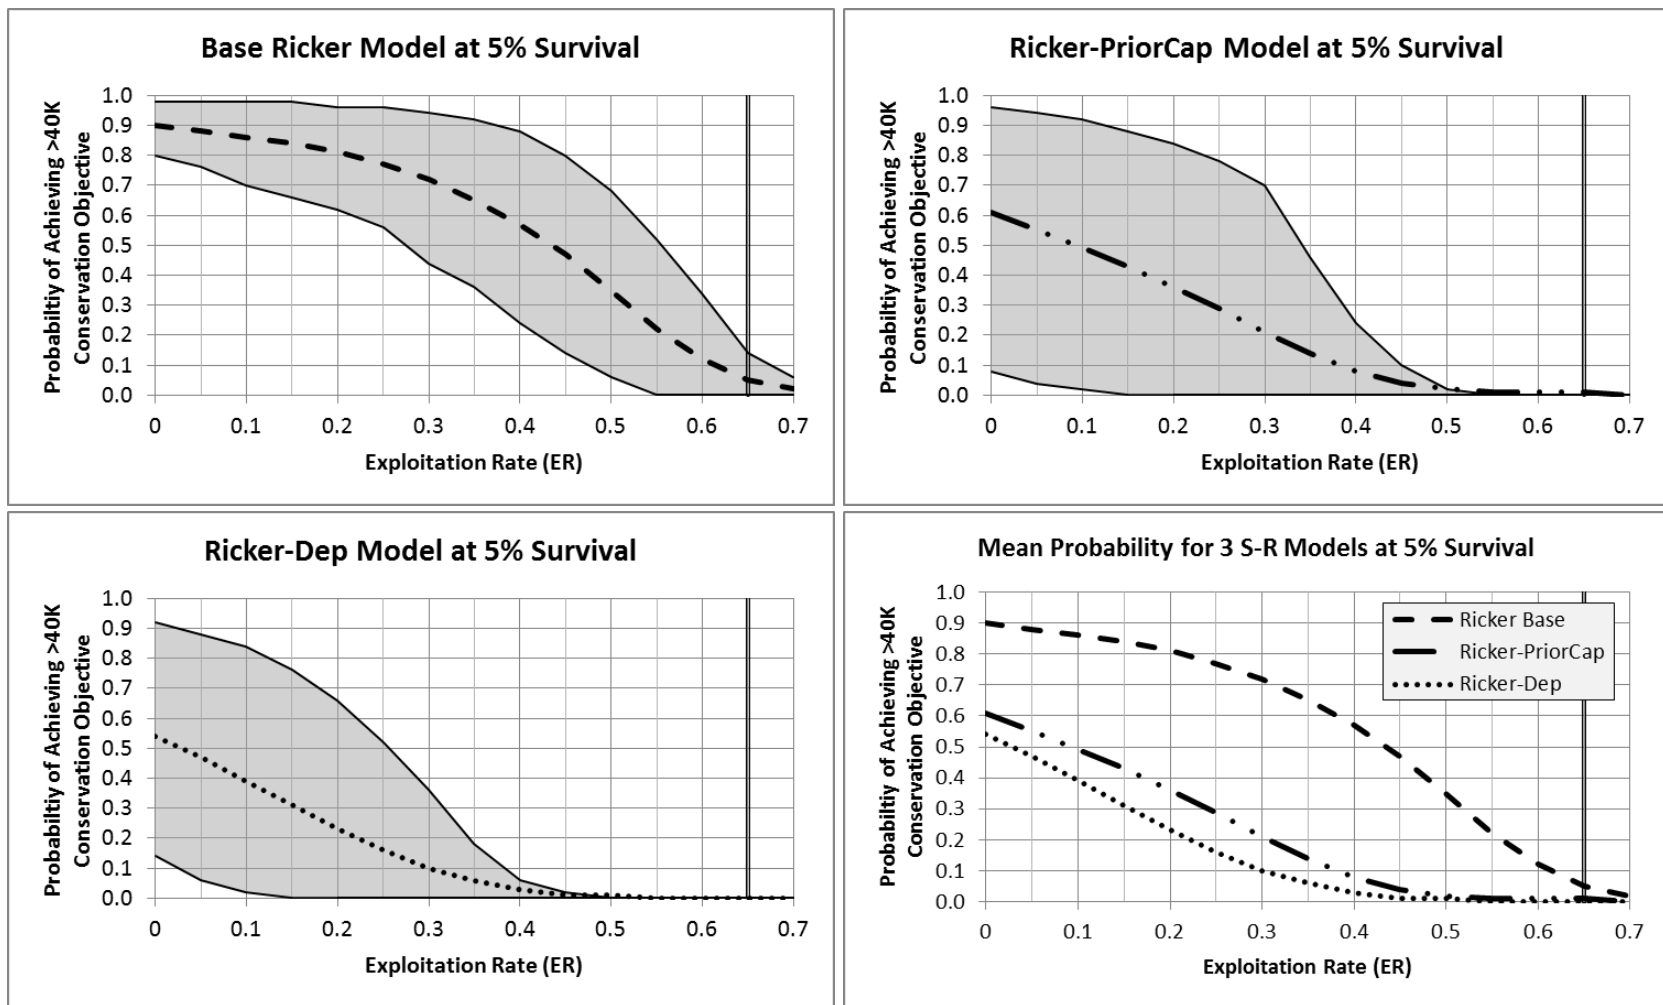 Base Ricker Model at 5% Survival
Probabiltiy of Achieving >40K
Conservation Objective
1.0
0.9
0.8
0.7
0.6
0.5
0.4
0.3
0.2
0.1
0.0
0 0.1 0.2 0.3 0.4 0.5 0.6 0.7
Exploitation Rate (ER)
Ricker-PriorCap Model at 5% Survival
Probabiltiy of Achieving >40K
Conservation Objective
1.0
0.9
0.8
0.7
0.6
0.5
0.4
0.3
0.2
0.1
0.0
0 0.1 0.2 0.3 0.4 0.5 0.6 0.7
Exploitation Rate (ER)
Ricker-Dep Model at 5% Survival
Probabiltiy of Achieving >40K
Conservation Objective
1.0
0.9
0.8
0.7
0.6
0.5
0.4
0.3
0.2
0.1
0.0
0 0.1 0.2 0.3 0.4 0.5 0.6 0.7
Exploitation Rate (ER)
Mean Probability for 3 S-R Models at 5% Survival
Probabiltiy of Achieving >40K
Conservation Objective
1.0
0.9
0.8
0.7
0.6
0.5
0.4
0.3
0.2
0.1
0.0
Ricker Base
Ricker-PriorCap
Ricker-Dep
0 0.1 0.2 0.3 0.4 0.5 0.6 0.7
Exploitation Rate (ER)